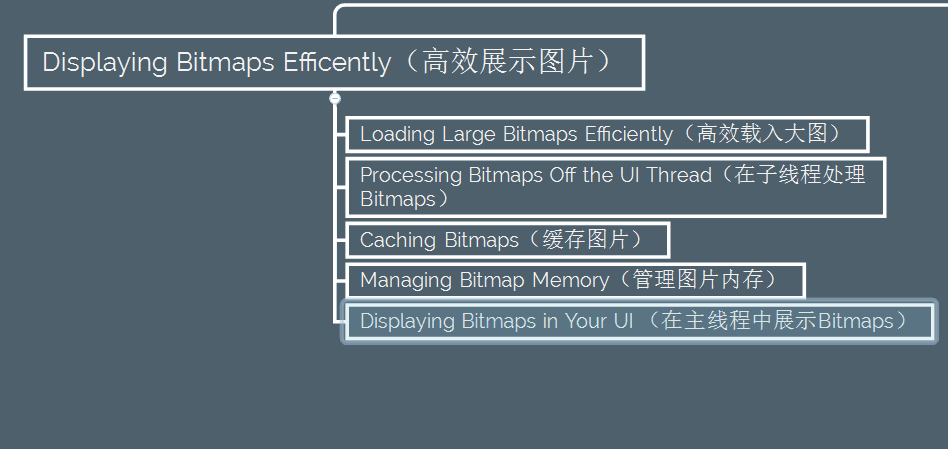 Displaying Bitmaps Efficently（高效展示图片）
Loading Large Bitmaps Efficiently（高效载入大图）
Processing Bitmaps Off the UI Thread（在子线程处理
Bitmaps）
Caching Bitmaps（缓存图片）
Managing Bitmap Memory（管理图片内存）
Displaying Bitmaps in Your UI （在主线程中展示Bitmaps）